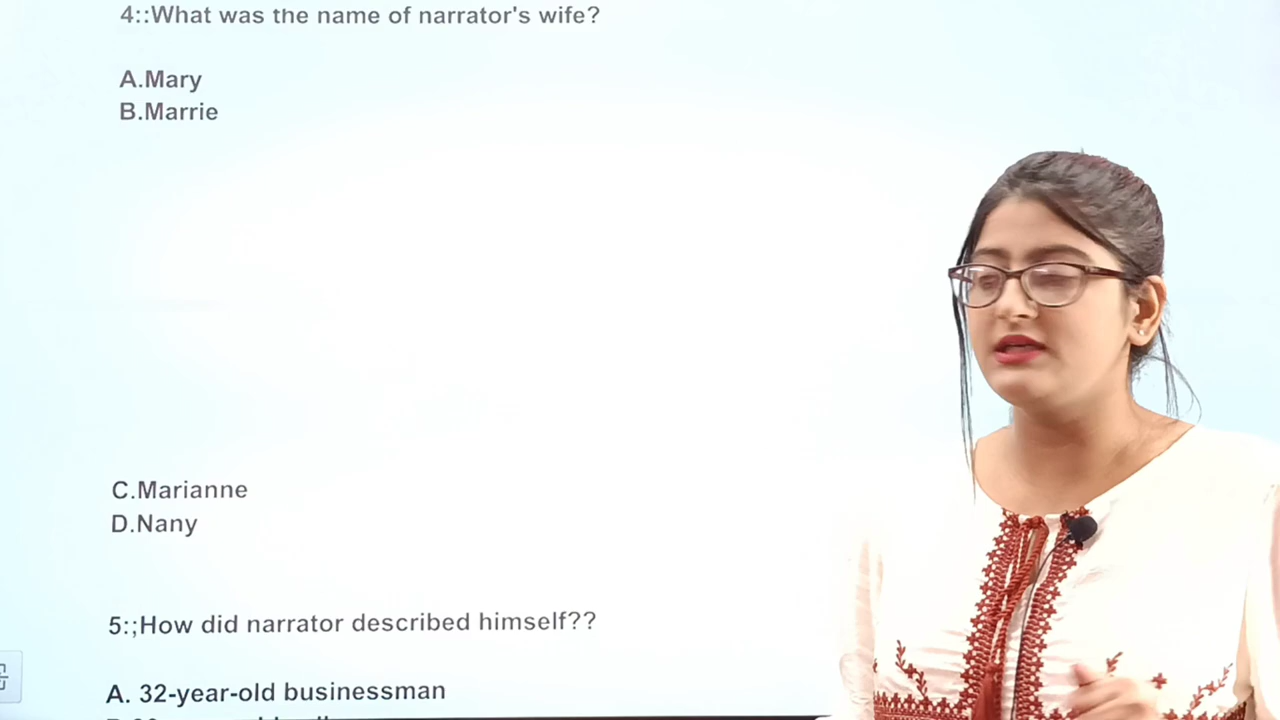 4::What was the name of narrator's wife?
A.Mary
B.Marrie
C.Marianne
D.Nany
5:;How did narrator described himself??
A. 32-year-old businessman